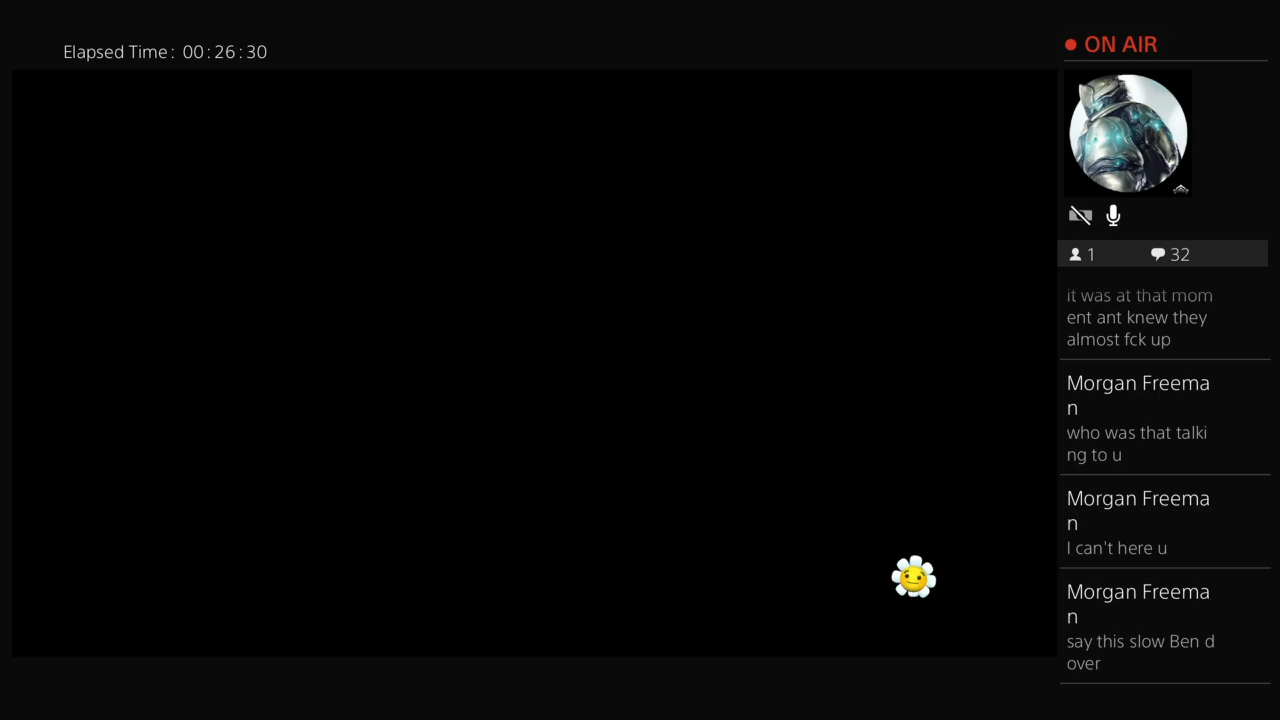 Elapsed Time: 00:26:30
ON AIR
1 32
it was at that mom
ent ant knew they
almost fck up
Morgan Freema
n
who was that talki
ng to u
Morgan Freema
n
I can't here u
Morgan Freema
n
say this slow Ben d
over